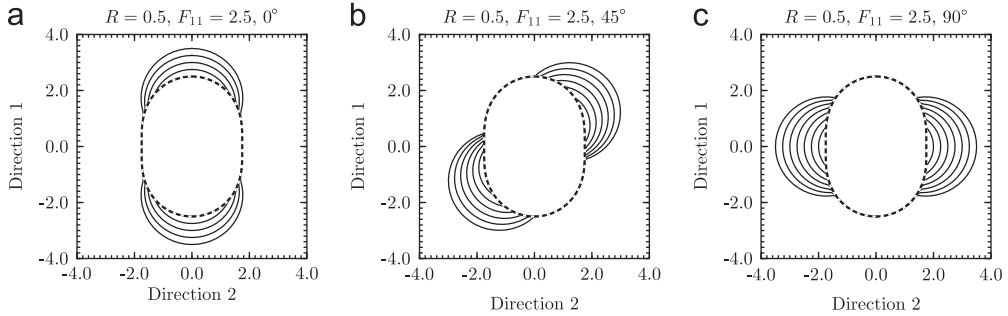 a
R = 0.5, F₁₁ = 2.5, 0°
4.0
2.0
0.0
-2.0
-4.0
Direction 1
-4.0 -2.0 0.0 2.0 4.0
Direction 2
b
R = 0.5, F₁₁ = 2.5, 45°
4.0
2.0
0.0
-2.0
-4.0
Direction 1
-4.0 -2.0 0.0 2.0 4.0
Direction 2
c
R = 0.5, F₁₁ = 2.5, 90°
4.0
2.0
0.0
-2.0
-4.0
Direction 1
-4.0 -2.0 0.0 2.0 4.0
Direction 2